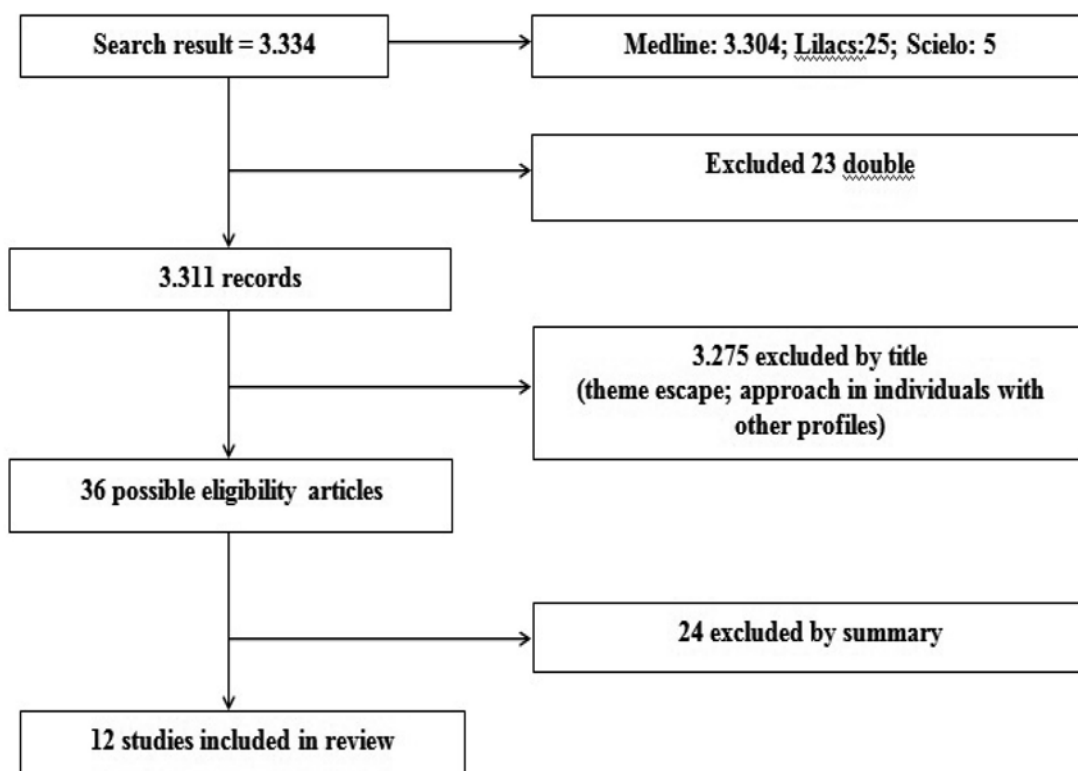 Search result = 3.334
Medline: 3.304; Lilacs:25; Scielo: 5
Excluded 23 double
3.311 records
3.275 excluded by title
(theme escape; approach in individuals with
other profiles)
36 possible eligibility articles
24 excluded by summary
12 studies included in review